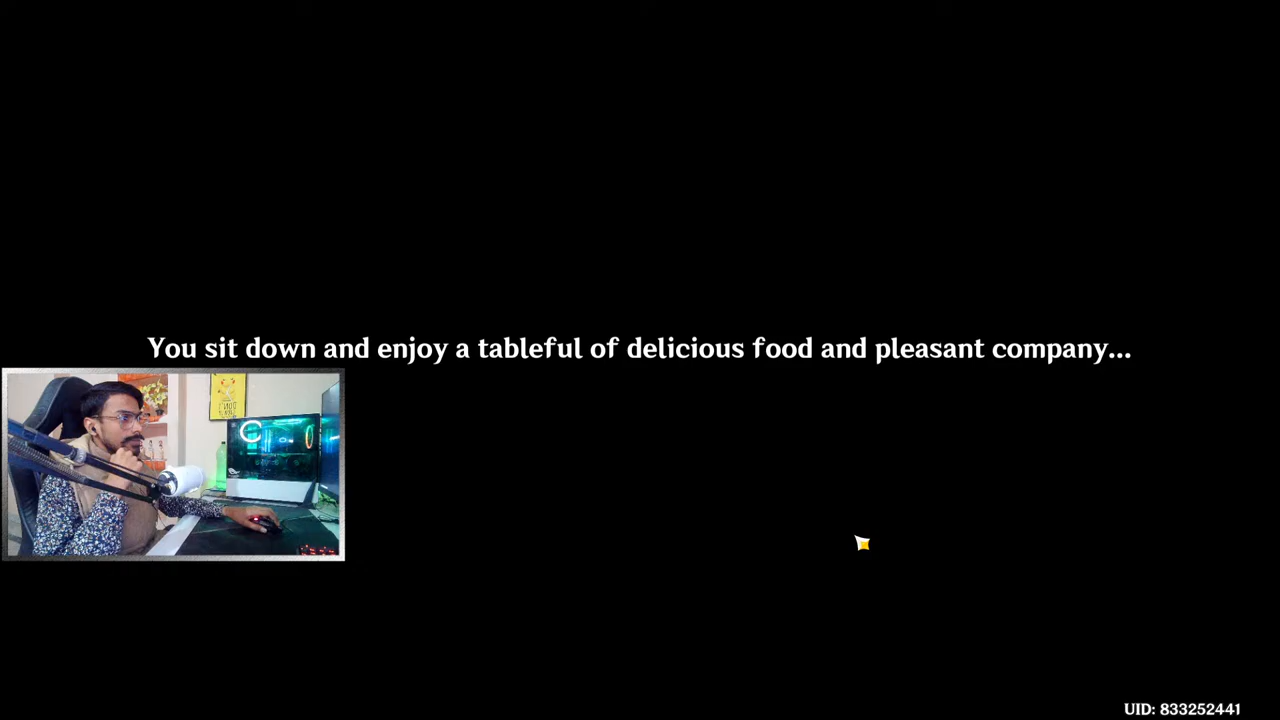 You sit down and enjoy a tableful of delicious food and pleasant company...
UID: 833252441